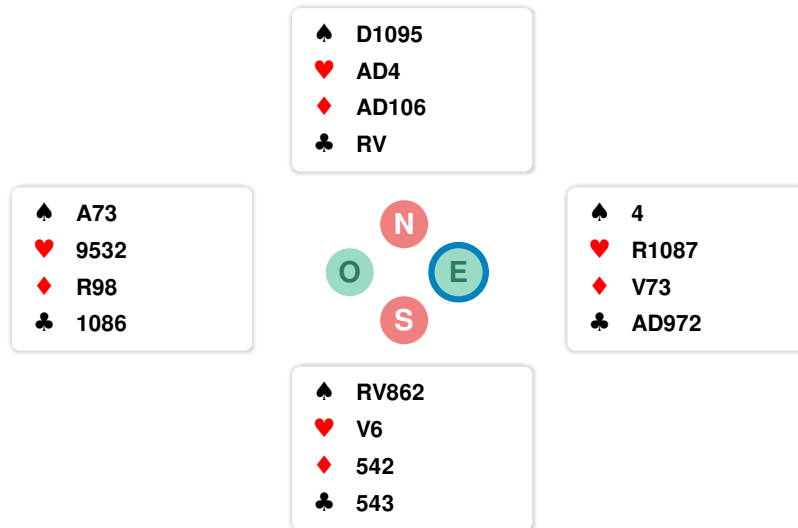 ♠ D1095
♥ AD4
♦ AD106
♣ RV
♠ A73
♥ 9532
♦ R98
♣ 1086
N
O
E
S
♠ 4
♥ R1087
♦ V73
♣ AD972
♠ RV862
♥ V6
♦ 542
♣ 543